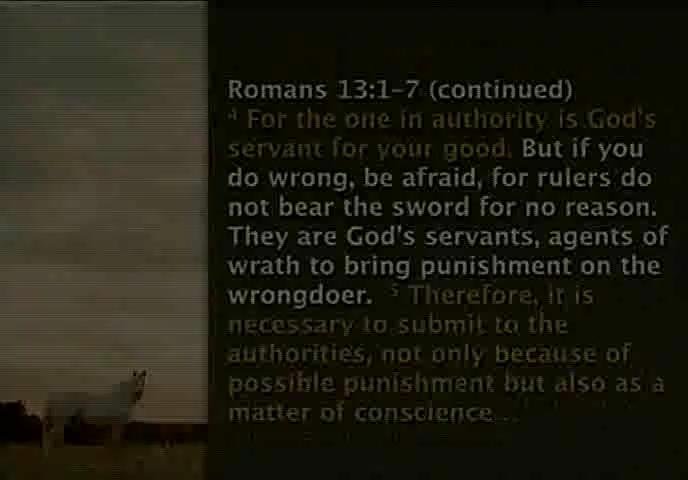 Romans 13:1-7 (continued)
4 For the one in authority is God's
servant for your good. But if you
do wrong, be afraid, for rulers do
not bear the sword for no reason.
They are God's servants, agents of
wrath to bring punishment on the
wrongdoer. 5 Therefore, it is
necessary to submit to the
authorities, not only because of
possible punishment but also as a
matter of conscience...